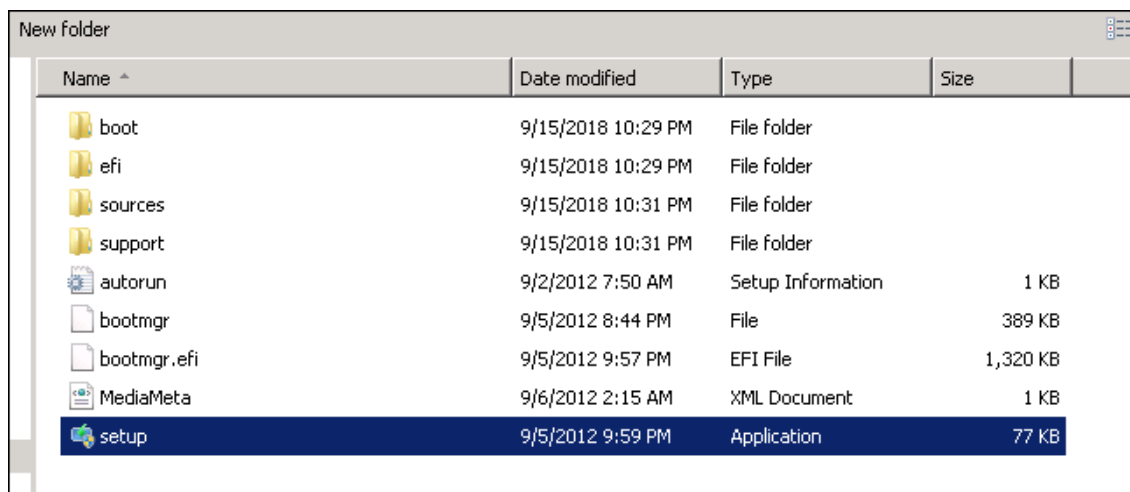 New folder
Name Date modified Type Size
boot 9/15/2018 10:29 PM File folder
efi 9/15/2018 10:29 PM File folder
sources 9/15/2018 10:31 PM File folder
support 9/15/2018 10:31 PM File folder
autorun 9/2/2012 7:50 AM Setup Information 1 KB
bootmgr 9/5/2012 8:44 PM File 389 KB
bootmgr.efi 9/5/2012 9:57 PM EFI File 1,320 KB
MediaMeta 9/6/2012 2:15 AM XML Document 1 KB
setup 9/5/2012 9:59 PM Application 77 KB